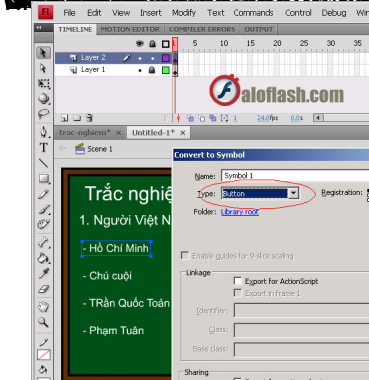 Fl File Edit View Insert Modify Text Commands Control Debug
TIMELINE MOTION EDITOR COMPILER ERRORS OUTPUT
1 5 10 15 20 25 30 35
Layer 2
Layer 1
aloflash.com
1 24.0fps 0.0s
trac-nghiem* × Untitled-1* ×
Scene 1
Convert to Symbol
Name: Symbol 1
Type: Button Registration:
Folder: Library root
Enable guides for 9-slice scaling
Linkage
Export for ActionScript
Export in frame 1
Identifier:
Class:
Base class:
Sharing
Trắc
1. Người Việt
- Hồ Chí Minh
- Chú cuội
- TRần Quốc Toản
- Phạm Tuân